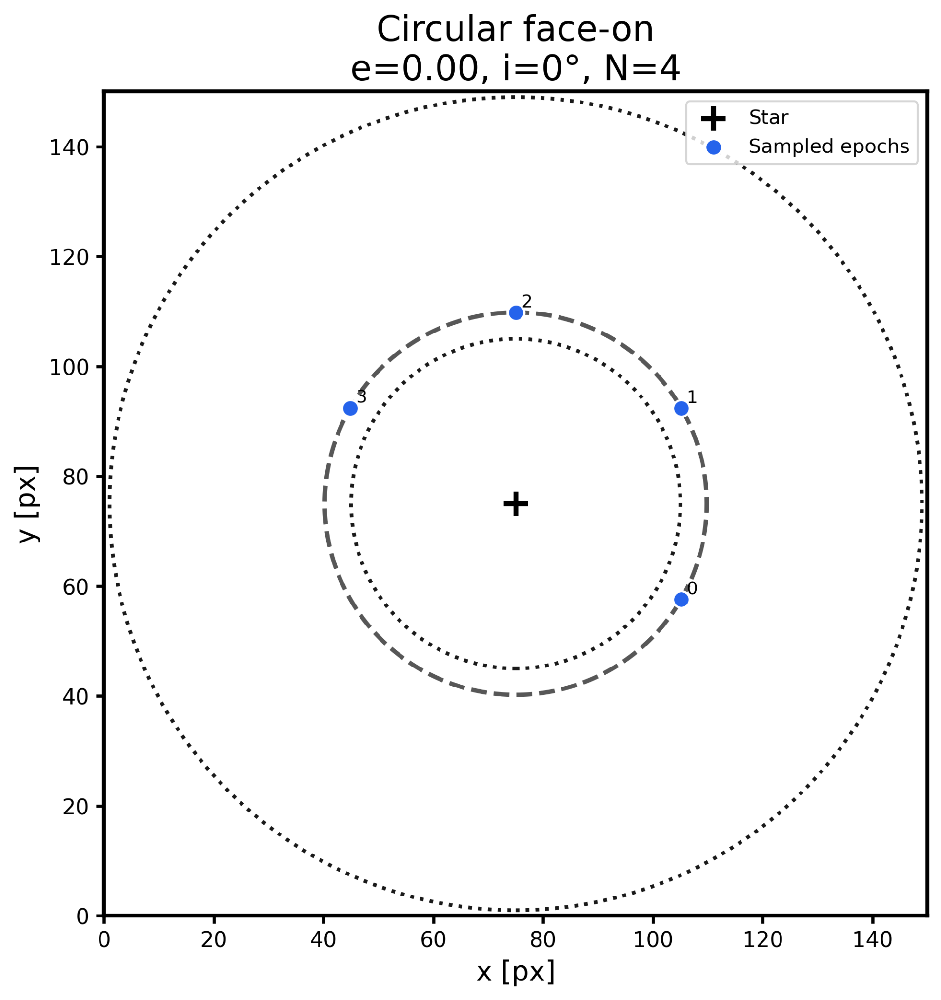 Circular face-on
e=0.00, i=0°, N=4
Star
Sampled epochs
140
120
100
80
60
40
20
0
y [px]
2
3
1
0
0 20 40 60 80 100 120 140
x [px]